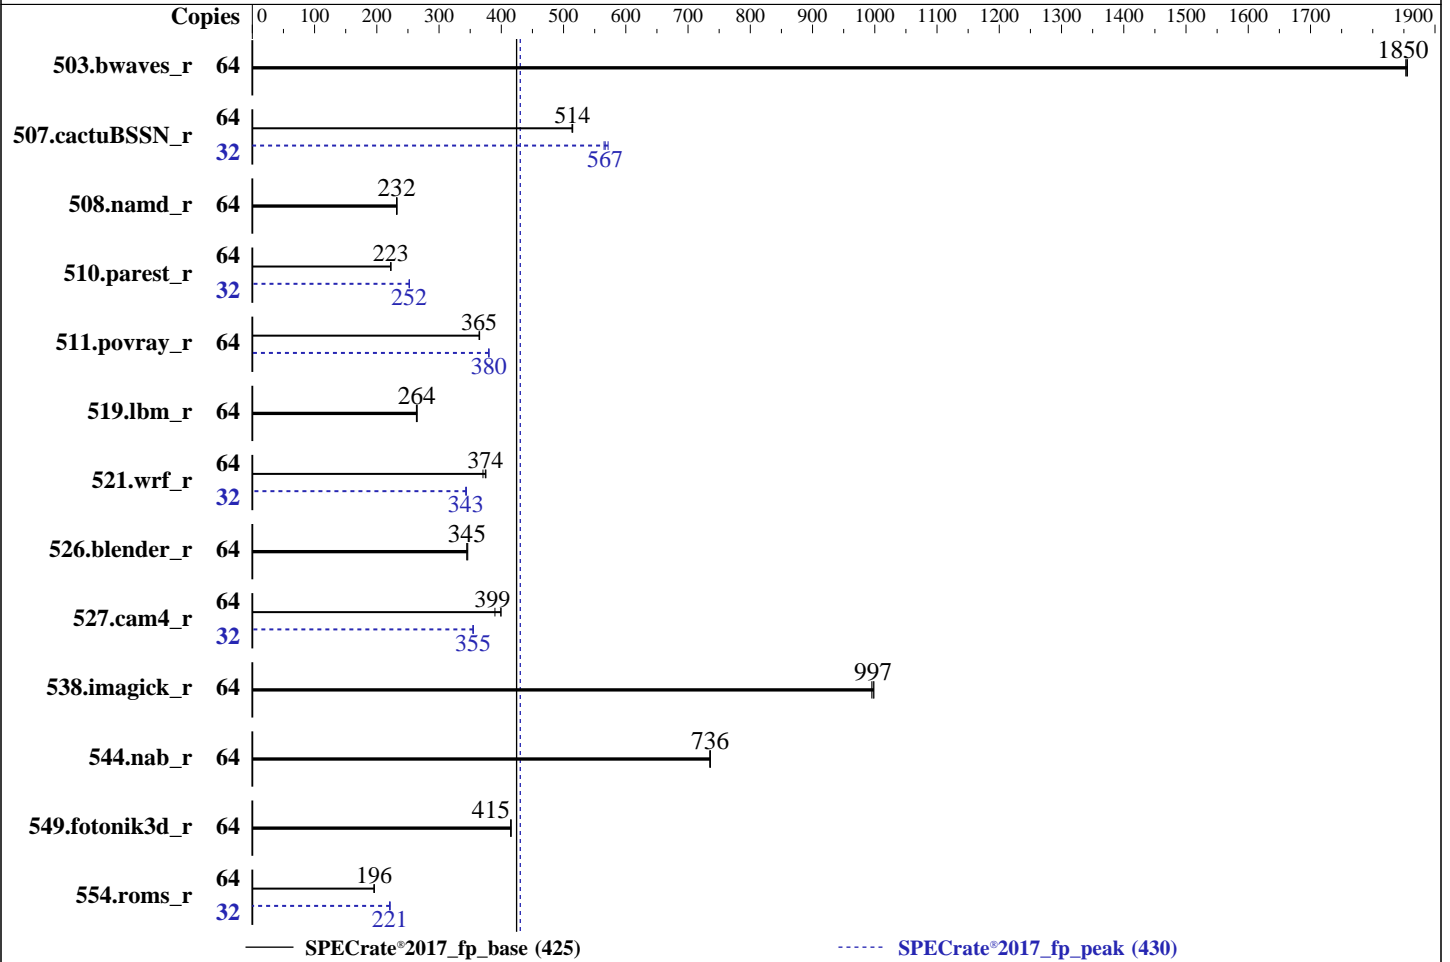 Copies 0 100 200 300 400 500 600 700 800 900 1000 1100 1200 1300 1400 1500 1600 1700 1900
503.bwaves_r 64 1850
507.cactuBSSN_r 64 514
32 567
508.namd_r 64 232
510.parest_r 64 223
32 252
511.povray_r 64 365
380
519.lbm_r 64 264
521.wrf_r 64 374
32 343
526.blender_r 64 345
527.cam4_r 64 399
32 355
538.imagick_r 64 997
544.nab_r 64 736
549.fotonik3d_r 64 415
554.roms_r 64 196
32 221
SPECrate®2017_fp_base (425) SPECrate®2017_fp_peak (430)